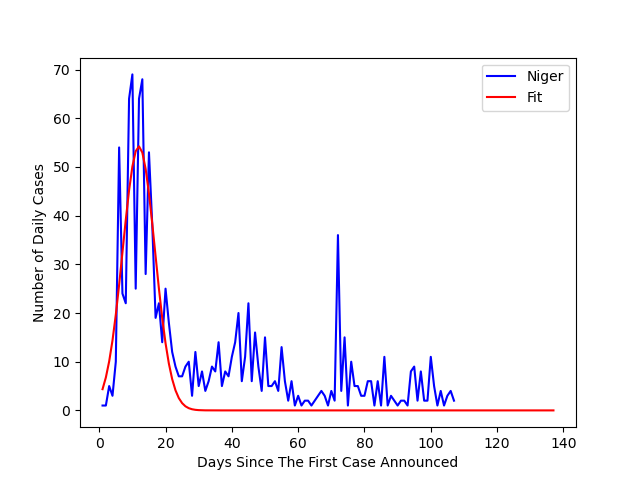 Niger
Fit
70
60
50
40
30
20
10
0
Number of Daily Cases
0 20 40 60 80 100 120 140
Days Since The First Case Announced